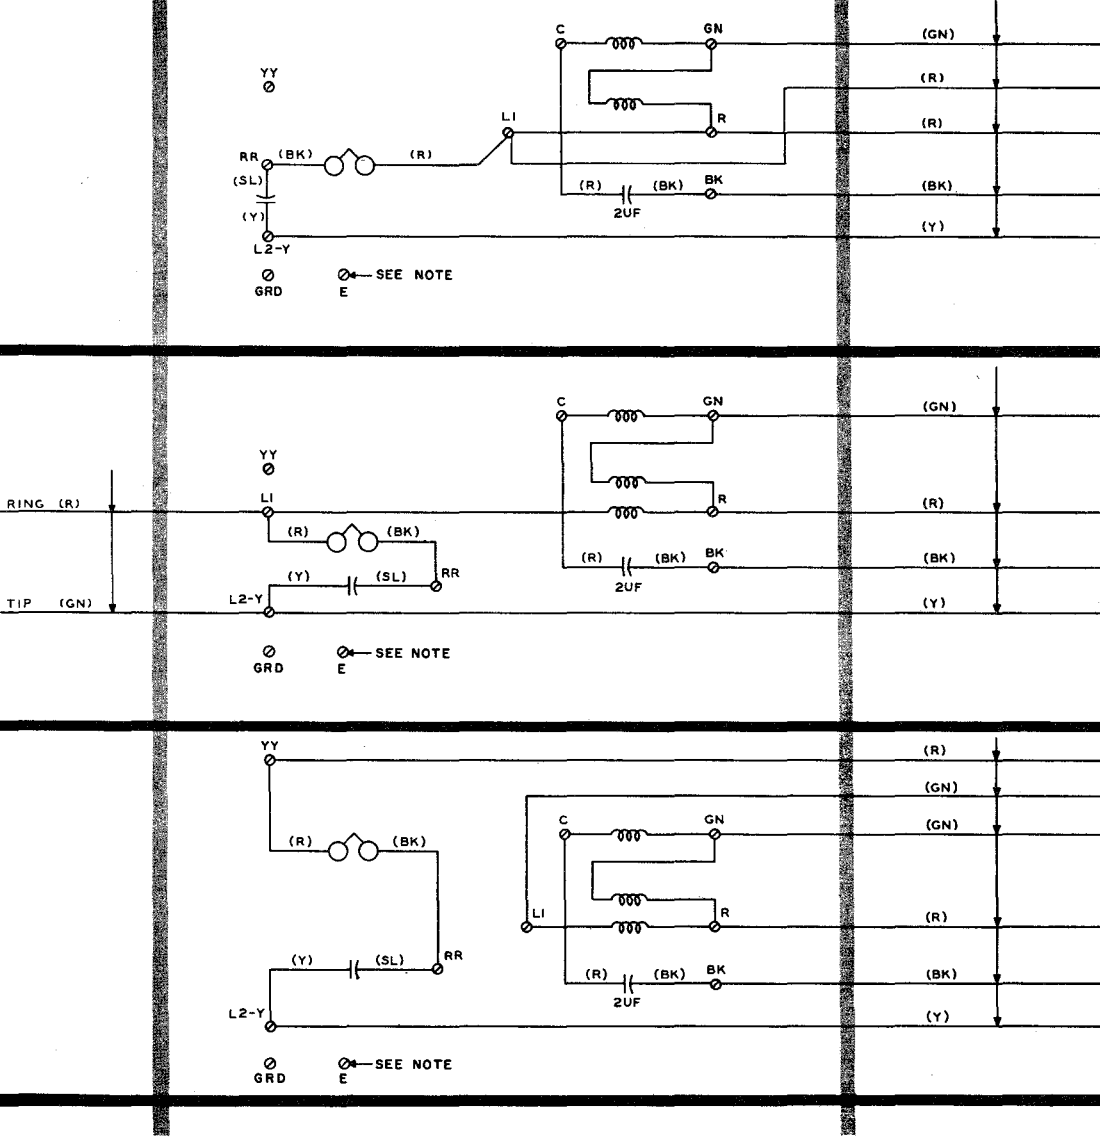 C GN (GN)
YY (R)
LI R (R)
RR (BK) (R)
(SL) (R) (BK) BK (BK)
2UF
(Y) (Y)
L2-Y
SEE NOTE
GRD E
C GN (GN)
YY
RING (R) LI R (R)
(R) (BK)
(R) (BK) BK (BK)
(Y) (SL) RR
2UF
TIP (GN) L2-Y (Y)
SEE NOTE
GRD E
YY (R)
(GN)
C GN (GN)
(R) (BK)
LI R (R)
(Y) (SL) RR
(R) (BK) BK (BK)
2UF
L2-Y (Y)
SEE NOTE
GRD E